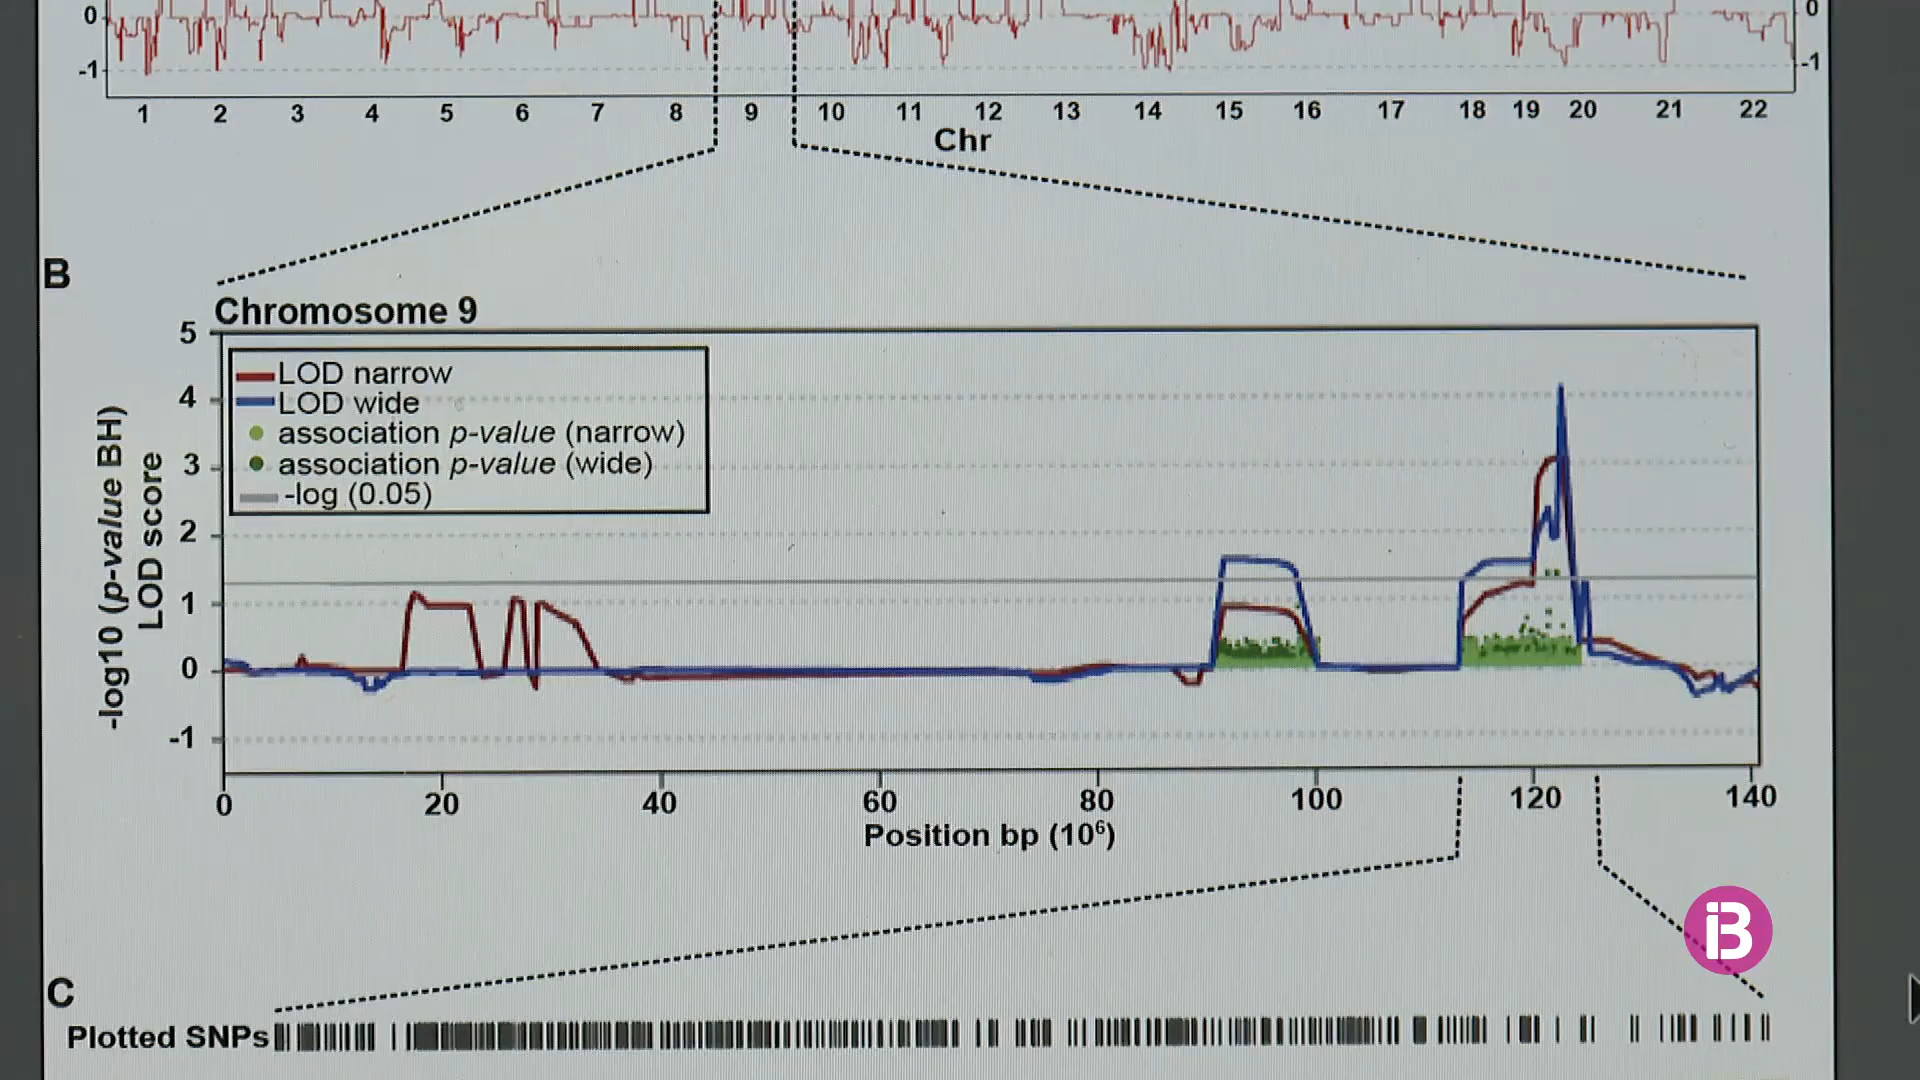 0 0
-1 -1
1 2 3 4 5 6 7 8 9 10 11 12 13 14 15 16 17 18 19 20 21 22
Chr
B
Chromosome 9
LOD narrow
LOD wide
association p-value (narrow)
association p-value (wide)
-log (0.05)
-log10 (p-value BH)
LOD score
5
4
3
2
1
0
-1
0 20 40 60 80 100 120 140
Position bp (10⁶)
iB
C
Plotted SNPs